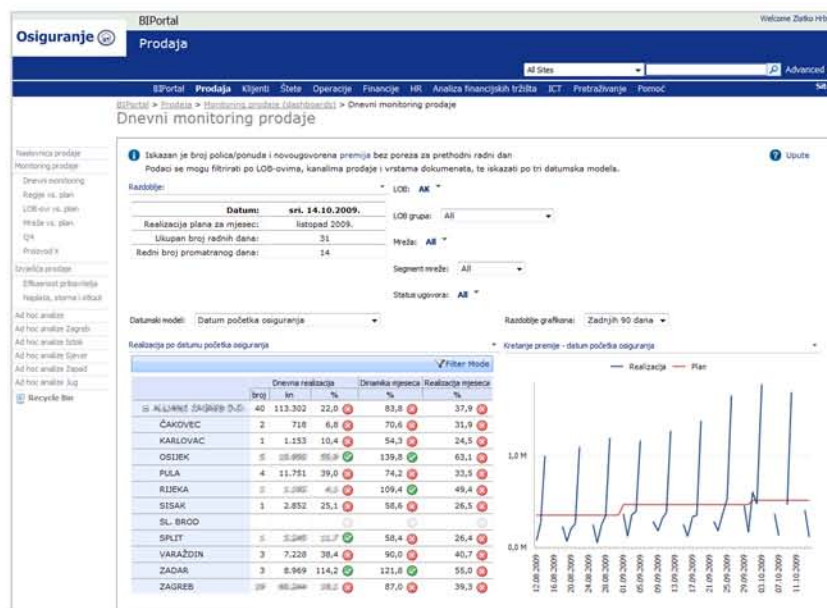 BIPortal
Welcome Zlatko
Osiguranje
Prodaja
All Sites
Advanced
BIPortal Prodaja Klijenti Štete Operacije Financije HR Analiza financijskih tržišta ICT Pretraživanje Pomoć
BIPortal > Prodaja > Monitoring prodaje (dashboards) > Dnevni monitoring prodaje
Dnevni monitoring prodaje
Naslovnica prodaje
Monitoring prodaje
Dnevni monitoring
Regije vs. plan
LOB-ovi vs. plan
Mreža vs. plan
Q4
Proizvod X
Izvješća prodaje
Efikasnost pribavitelja
Ad hoc analize
Ad hoc analize Zagreb
Ad hoc analize Istok
Ad hoc analize Sjever
Ad hoc analize Zapad
Ad hoc analize Jug
Recycle Bin
Iskazan je broj polica/ponuda i novougovorena premija bez poreza za prethodni radni dan
Upute
Podaci se mogu filtrirati po LOB-ovima, kanalima prodaje i vrstama dokumenata, te iskazati po tri datumska modela.
Razdoblje:
LOB: AK
Datum: sri. 14.10.2009.
Realizacija plana za mjesec: listopad 2009.
Ukupan broj radnih dana: 31
Redni broj promatranog dana: 14
LOB grupa: All
Mreža: All
Segment mreže: All
Status ugovora: All
Datumski model: Datum početka osiguranja
Razdoblje grafikona: Zadnjih 90 dana
Realizacija po datumu početka osiguranja
Filter Mode
Dnevna realizacija Dinamika mjeseca Realizacija mjeseca
broj kn % % %
40 113.302 22,0 83,8 37,9
ČAKOVEC 2 718 6,8 70,6 31,9
KARLOVAC 1 1.153 10,4 54,3 24,5
OSIJEK 139,8 63,1
PULA 4 11.751 39,0 74,2 33,5
RIJEKA 109,4 49,4
SISAK 1 2.852 25,1 58,6 26,5
SL. BROD
SPLIT 58,4 26,4
VARAŽDIN 3 7.228 38,4 90,0 40,7
ZADAR 3 8.969 114,2 121,8 55,0
ZAGREB 87,0 39,3
Kretanje premije - datum početka osiguranja
Realizacija Plan
1,0 M
0,0 M
12.08.2009
16.08.2009
20.08.2009
24.08.2009
28.08.2009
01.09.2009
05.09.2009
09.09.2009
13.09.2009
17.09.2009
21.09.2009
25.09.2009
29.09.2009
03.10.2009
07.10.2009
11.10.2009